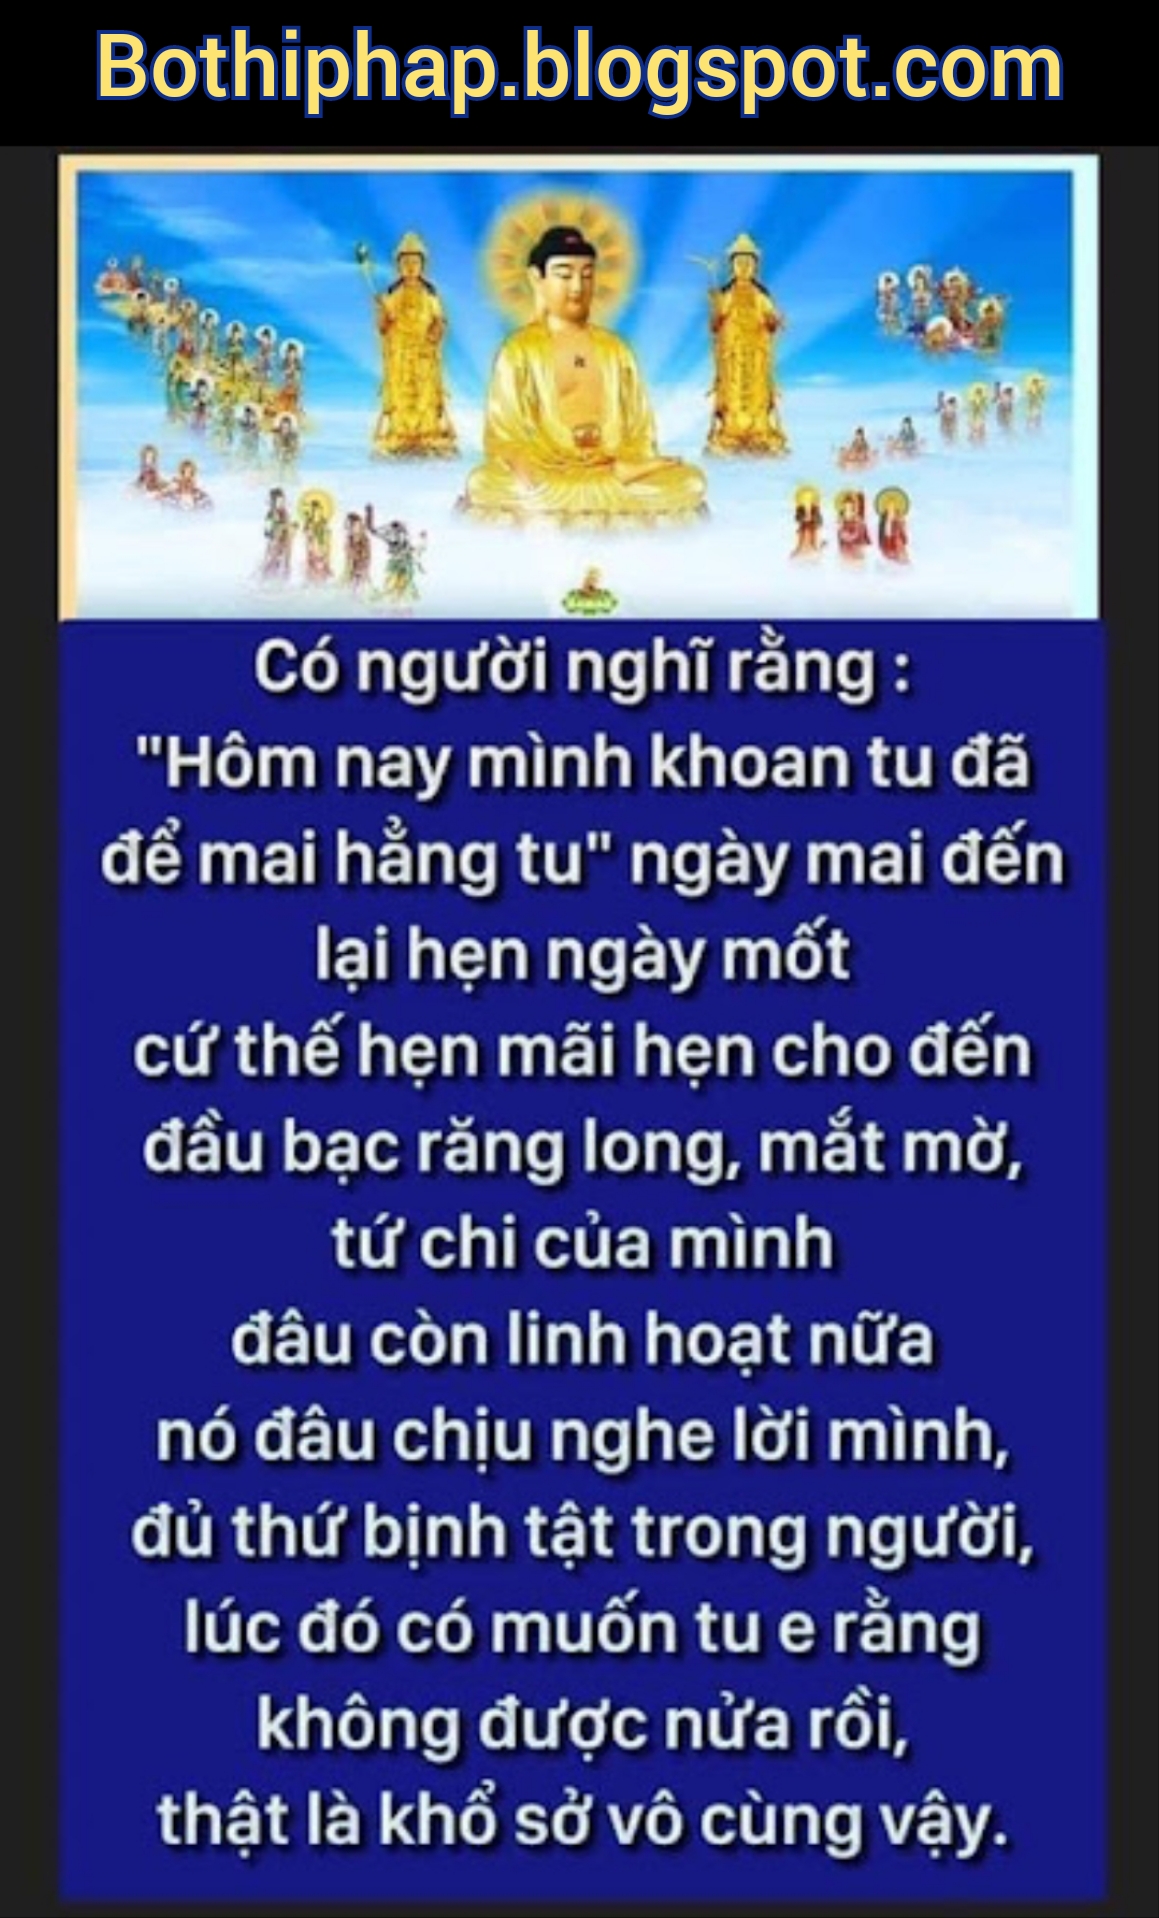 Bothiphap.blogspot.com
Có người nghĩ rằng :
"Hôm nay mình khoan tu đã
để mai hẳng tu" ngày mai đến
lại hẹn ngày mốt
cứ thế hẹn mãi hẹn cho đến
đầu bạc răng long, mắt mờ,
tứ chi của mình
đâu còn linh hoạt nữa
nó đâu chịu nghe lời mình,
đủ thứ bịnh tật trong người,
lúc đó có muốn tu e rằng
không được nửa rồi,
thật là khổ sở vô cùng vậy.